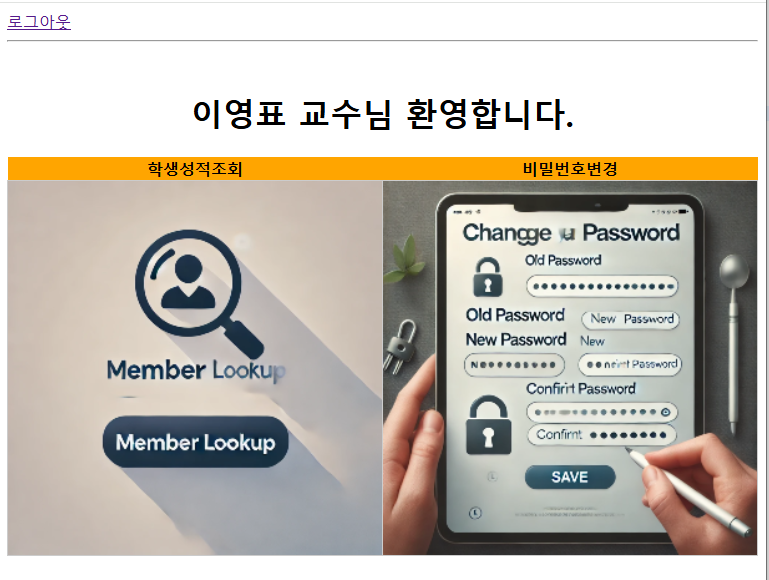 로그아웃
이영표 교수님 환영합니다.
학생성적조회
비밀번호변경
Member Lookup
Member Lookup
Changge Password
Old Password
Old Password
New Password
New Password New
Password
Confirit Password
Confirnt
SAVE